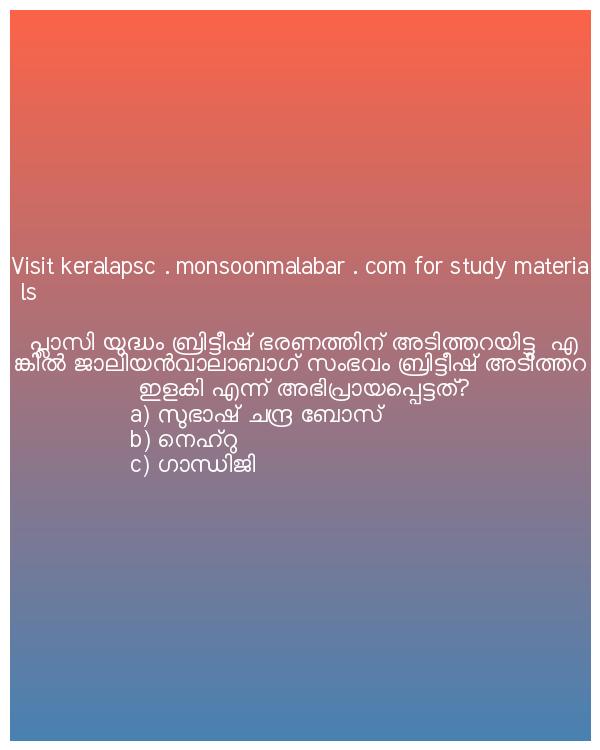 Visit keralapsc . monsoonmalabar . com for study materia
ls
പ്ലാസി യുദ്ധം ബ്രിട്ടീഷ് ഭരണത്തിന് അടിത്തറയിട്ടു എ
ങ്കിൽ ജാലിയൻവാലാബാഗ് സംഭവം ബ്രിട്ടീഷ് അടിത്തറ
ഇളകി എന്ന് അഭിപ്രായപ്പെട്ടത്?
a) സുഭാഷ് ചന്ദ്ര ബോസ്
b) നെഹ്റു
c) ഗാന്ധിജി